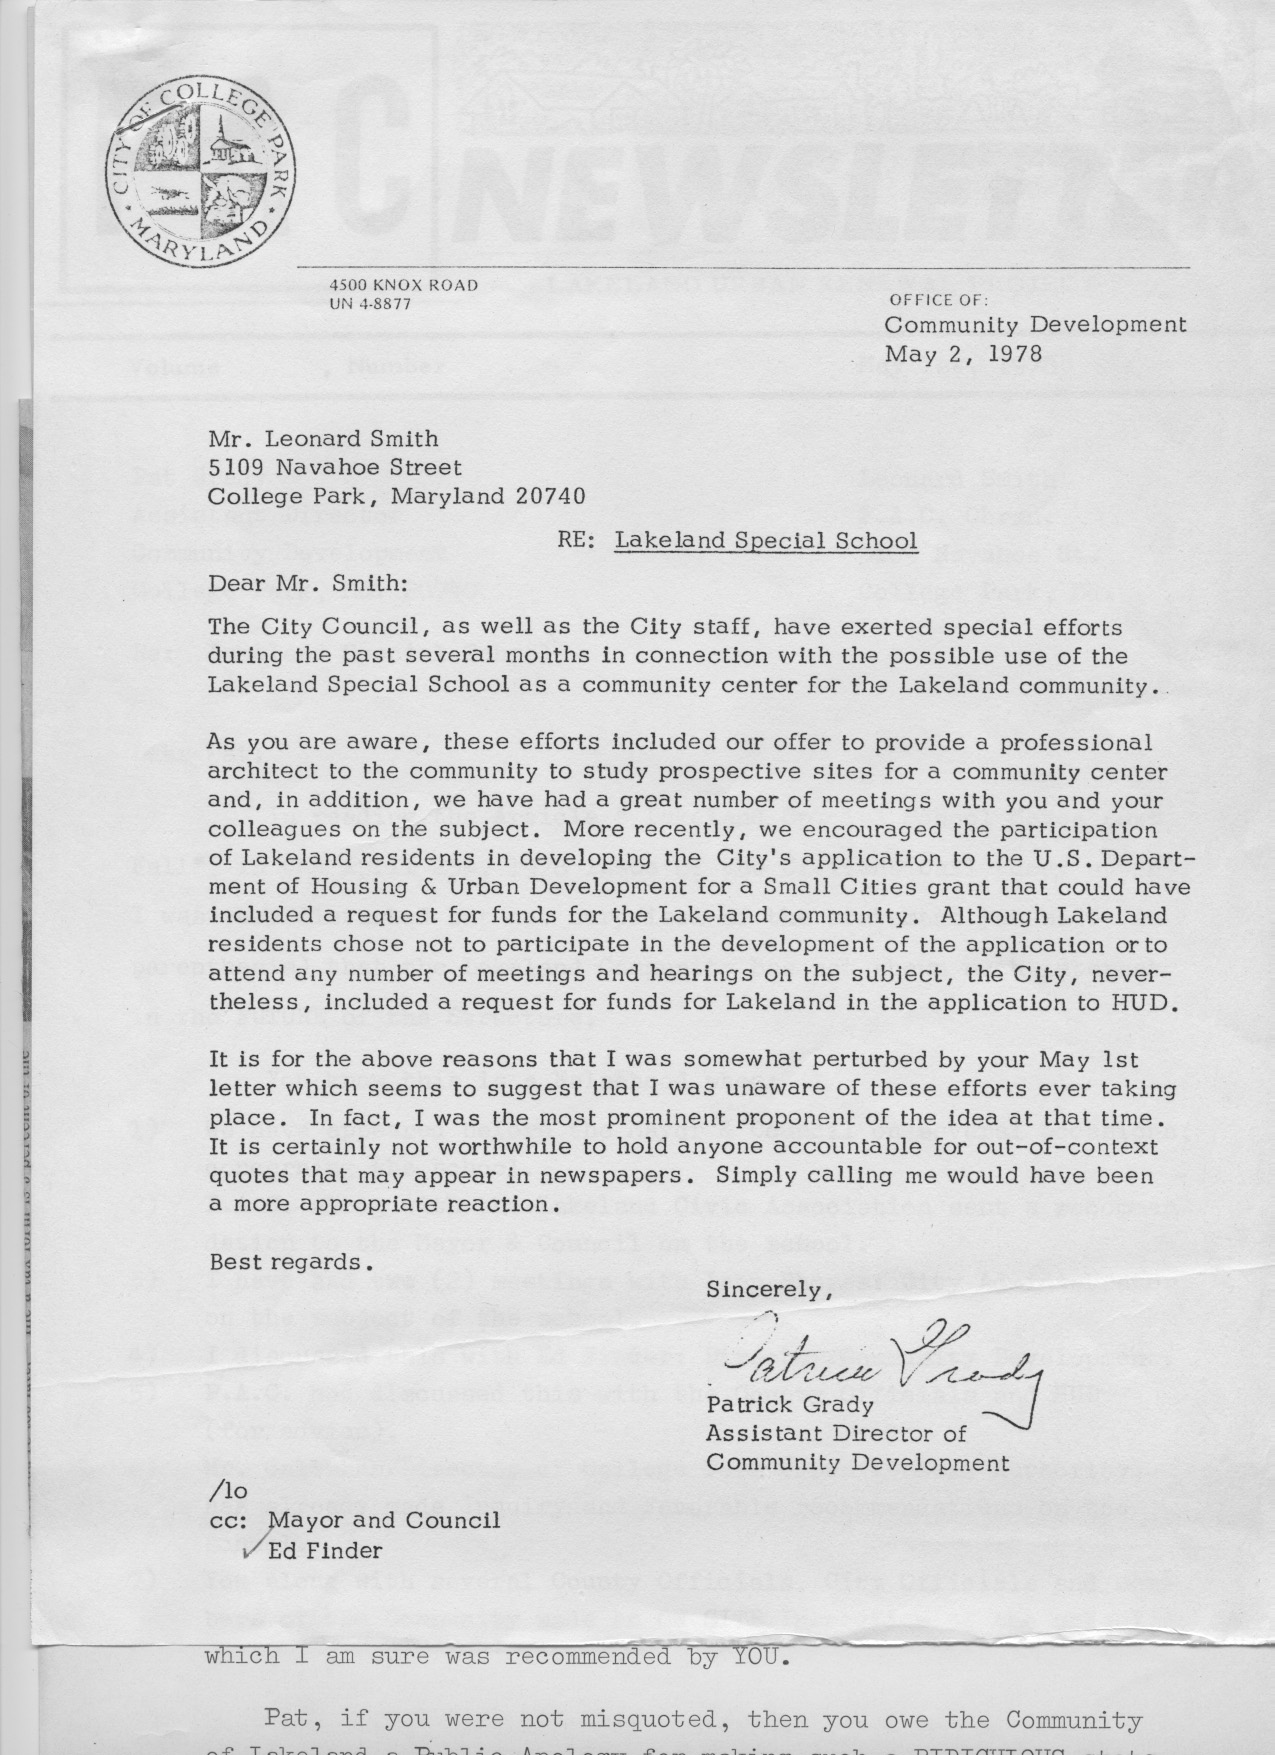 CITY OF COLLEGE PARK
MARYLAND
4500 KNOX ROAD
UN 4-8877
OFFICE OF:
Community Development
May 2, 1978
Mr. Leonard Smith
5109 Navahoe Street
College Park, Maryland 20740
RE: Lakeland Special School
Dear Mr. Smith:
The City Council, as well as the City staff, have exerted special efforts
during the past several months in connection with the possible use of the
Lakeland Special School as a community center for the Lakeland community.
As you are aware, these efforts included our offer to provide a professional
architect to the community to study prospective sites for a community center
and, in addition, we have had a great number of meetings with you and your
colleagues on the subject. More recently, we encouraged the participation
of Lakeland residents in developing the City's application to the U.S. Depart-
ment of Housing & Urban Development for a Small Cities grant that could have
included a request for funds for the Lakeland community. Although Lakeland
residents chose not to participate in the development of the application or to
attend any number of meetings and hearings on the subject, the City, never-
theless, included a request for funds for Lakeland in the application to HUD.
It is for the above reasons that I was somewhat perturbed by your May 1st
letter which seems to suggest that I was unaware of these efforts ever taking
place. In fact, I was the most prominent proponent of the idea at that time.
It is certainly not worthwhile to hold anyone accountable for out-of-context
quotes that may appear in newspapers. Simply calling me would have been
a more appropriate reaction.
Best regards.
Sincerely,
Patrick Grady
Patrick Grady
Assistant Director of
Community Development
/lo
cc: Mayor and Council
✓Ed Finder
which I am sure was recommended by YOU.
Pat, if you were not misquoted, then you owe the Community
of Lakeland a Public Apology for making such a RIDICULOUS